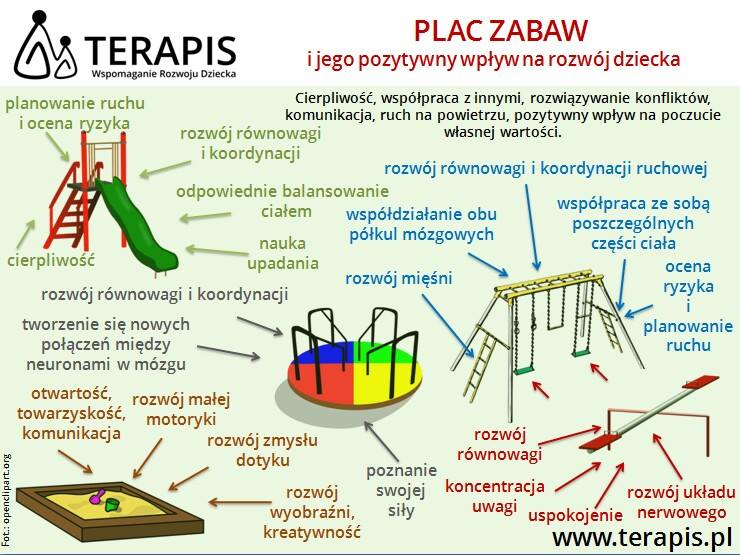 TERAPIS
Wspomaganie Rozwoju Dziecka
PLAC ZABAW
i jego pozytywny wpływ na rozwój dziecka
Cierpliwość, współpraca z innymi, rozwiązywanie konfliktów,
komunikacja, ruch na powietrzu, pozytywny wpływ na poczucie
własnej wartości.
planowanie ruchu
i ocena ryzyka
rozwój równowagi
i koordynacji
odpowiednie balansowanie
ciałem
nauka
upadania
cierpliwość
rozwój równowagi i koordynacji ruchowej
współdziałanie obu
półkul mózgowych
współpraca ze sobą
poszczególnych
części ciała
rozwój mięśni
ocena
ryzyka
i
planowanie
ruchu
rozwój równowagi i koordynacji
tworzenie się nowych
połączeń między
neuronami w mózgu
poznanie
swojej
siły
otwartość,
towarzyskość,
komunikacja
rozwój małej
motoryki
rozwój zmysłu
dotyku
rozwój
wyobraźni,
kreatywność
rozwój
równowagi
koncentracja
uwagi
uspokojenie
rozwój układu
nerwowego
www.terapis.pl
Fot.: openclipart.org